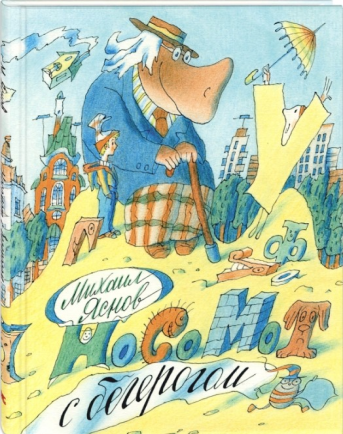 Михаил
Яснов
НоСоМоТ
с бегерогом